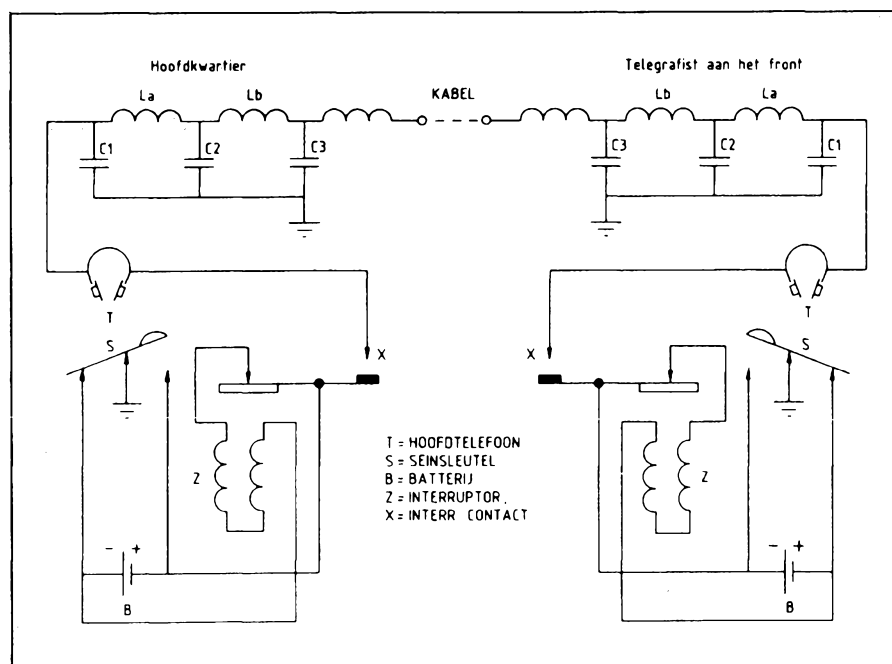 Hoofdkwartier
Telegrafist aan het front
La
Lb
KABEL
Lb
La
C1
C2
C3
C3
C2
C1
T
S
X
X
T
S
Z
T = HOOFDTELEFOON
S = SEINSLEUTEL
B = BATTERIJ
Z = INTERRUPTOR,
X = INTERR CONTACT
Z
- +
B
- +
B